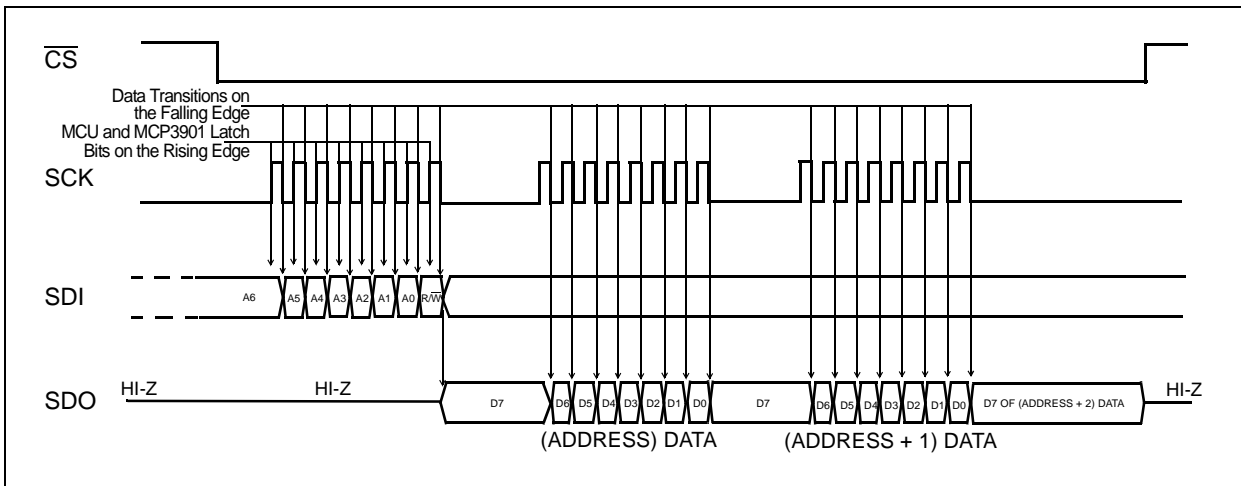 CS
Data Transitions on
the Falling Edge
MCU and MCP3901 Latch
Bits on the Rising Edge
SCK
SDI
A6 A5 A4 A3 A2 A1 A0 R/W
SDO
HI-Z HI-Z D7 D6 D5 D4 D3 D2 D1 D0 D7 D6 D5 D4 D3 D2 D1 D0 D7 OF (ADDRESS + 2) DATA HI-Z
(ADDRESS) DATA (ADDRESS + 1) DATA